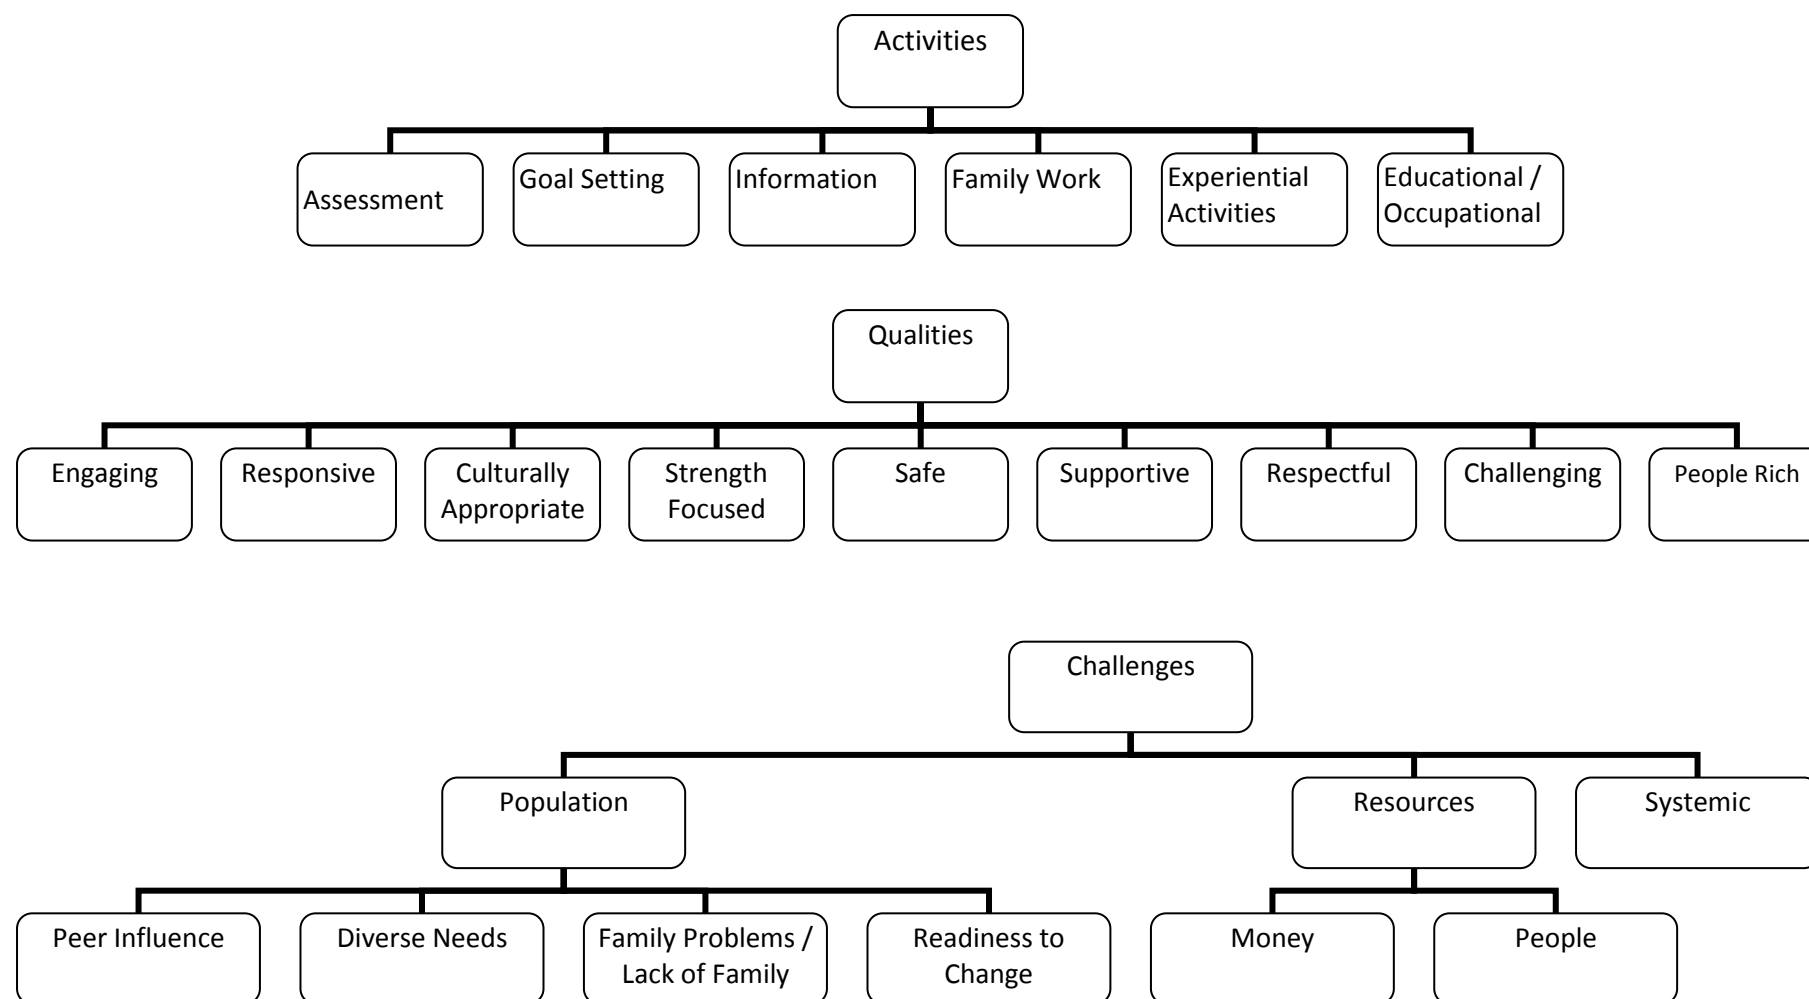 Activities
Assessment
Goal Setting
Information
Family Work
Experiential
Activities
Educational /
Occupational
Qualities
Engaging
Responsive
Culturally
Appropriate
Strength
Focused
Safe
Supportive
Respectful
Challenging
People Rich
Challenges
Population
Resources
Systemic
Peer Influence
Diverse Needs
Family Problems /
Lack of Family
Readiness to
Change
Money
People